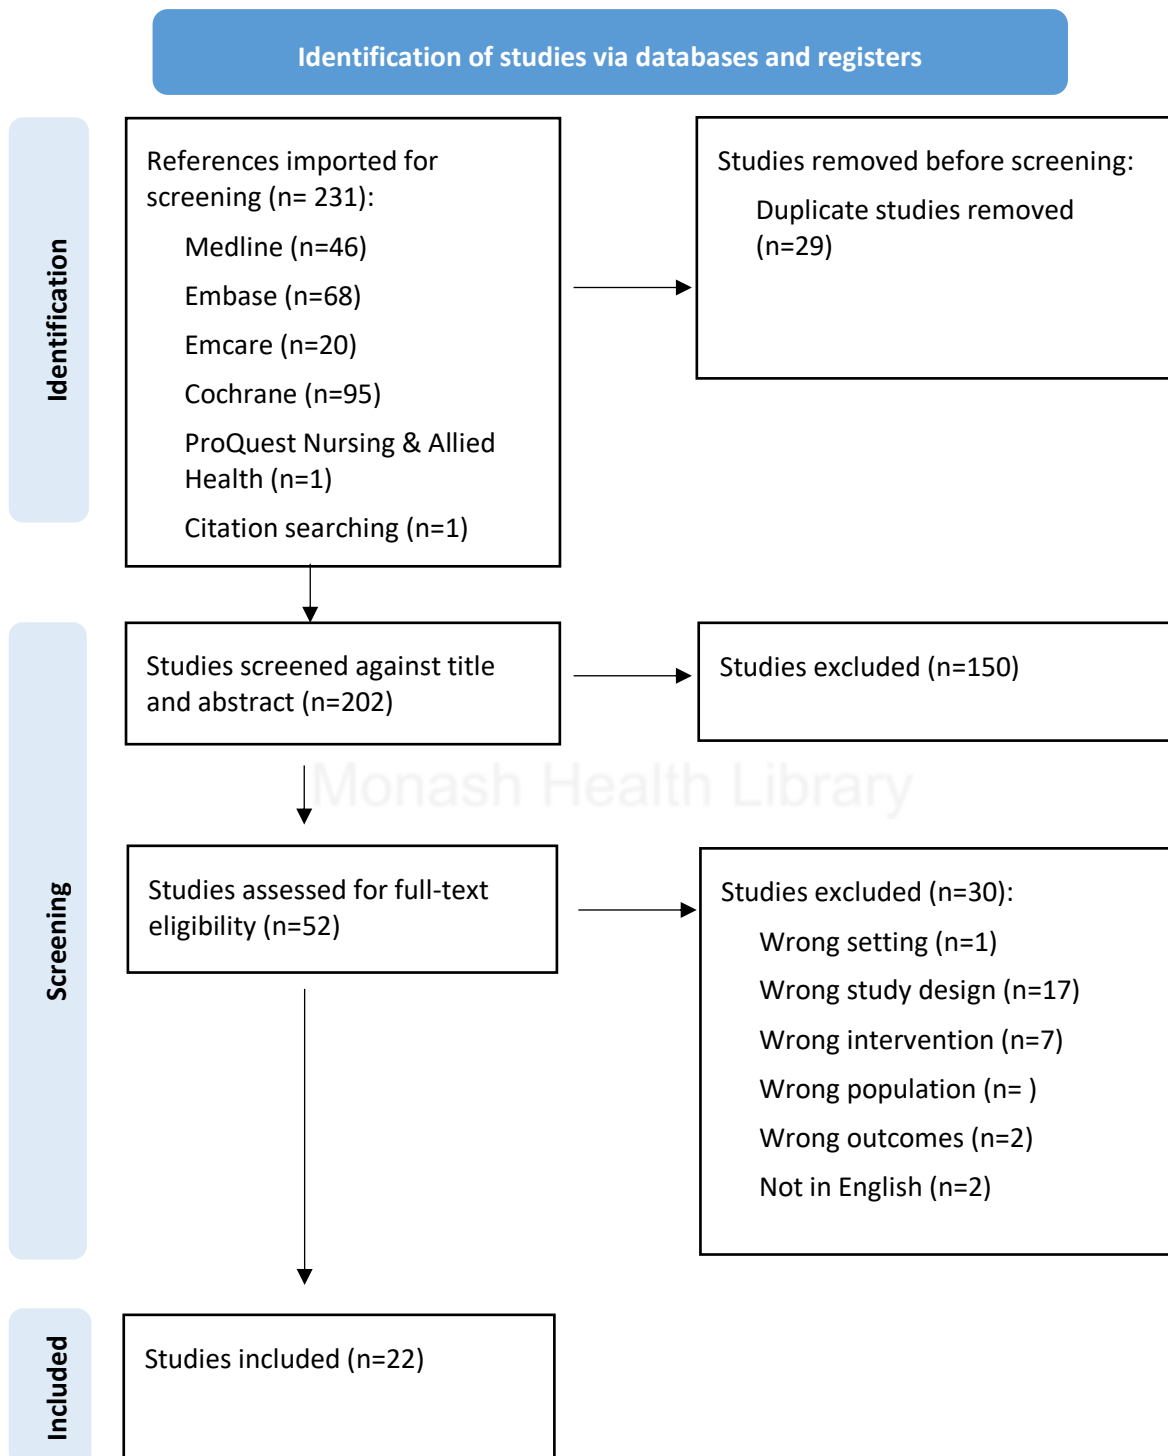 Identification of studies via databases and registers
Identification
References imported for
screening (n= 231):
Medline (n=46)
Embase (n=68)
Emcare (n=20)
Cochrane (n=95)
ProQuest Nursing & Allied
Health (n=1)
Citation searching (n=1)
Studies removed before screening:
Duplicate studies removed
(n=29)
Screening
Studies screened against title
and abstract (n=202)
Studies excluded (n=150)
Monash Health Library
Studies assessed for full-text
eligibility (n=52)
Studies excluded (n=30):
Wrong setting (n=1)
Wrong study design (n=17)
Wrong intervention (n=7)
Wrong population (n= )
Wrong outcomes (n=2)
Not in English (n=2)
Included
Studies included (n=22)